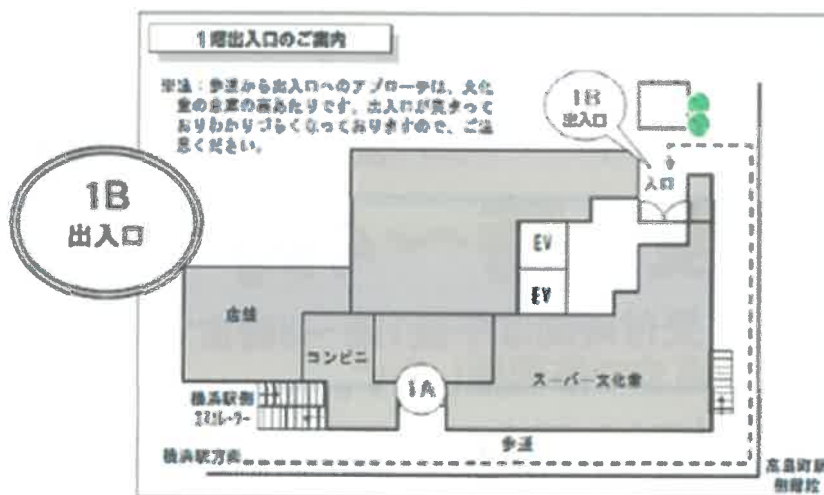 1階出入口のご案内
※注:歩道から出入口へのアプローチは、文化
堂の倉庫の裏あたりです。出入口が奥まって
おりわかりづらくなっておりますので、ご注
意ください。
1B
出入口
1B
出入口
入口
EV
EV
店舗
コンビニ
1A
スーパー文化堂
横浜駅側
エスカレーター
歩道
横浜駅方面
高島町駅
側階段